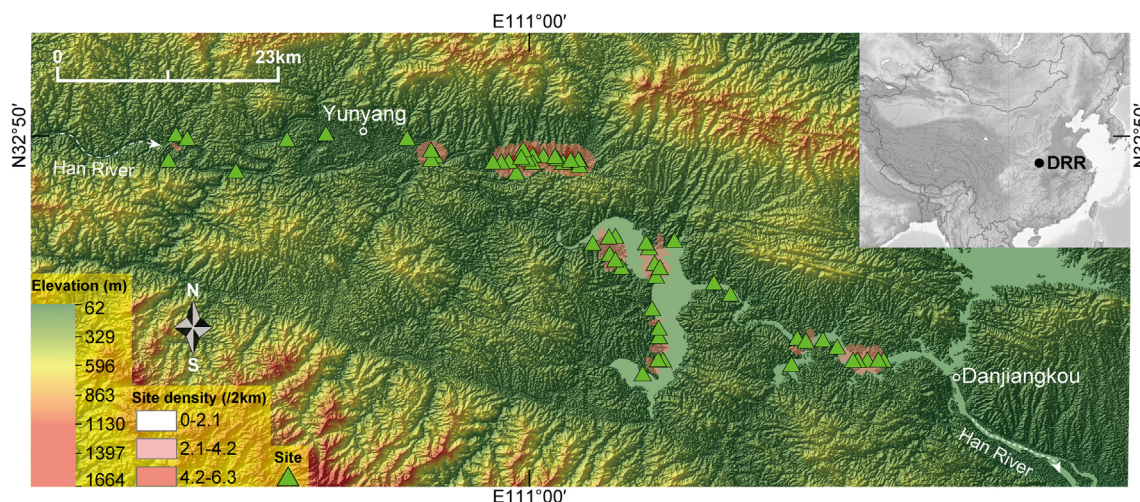 E111°00′
0 23km
Yunyang
N32°50′
N32°50′
Han River
DRR
Elevation (m)
62
329
596
863
1130
1397
1664
N
S
Site density (/2km)
0-2.1
2.1-4.2
4.2-6.3
Site
Danjiangkou
Han River
E111°00′